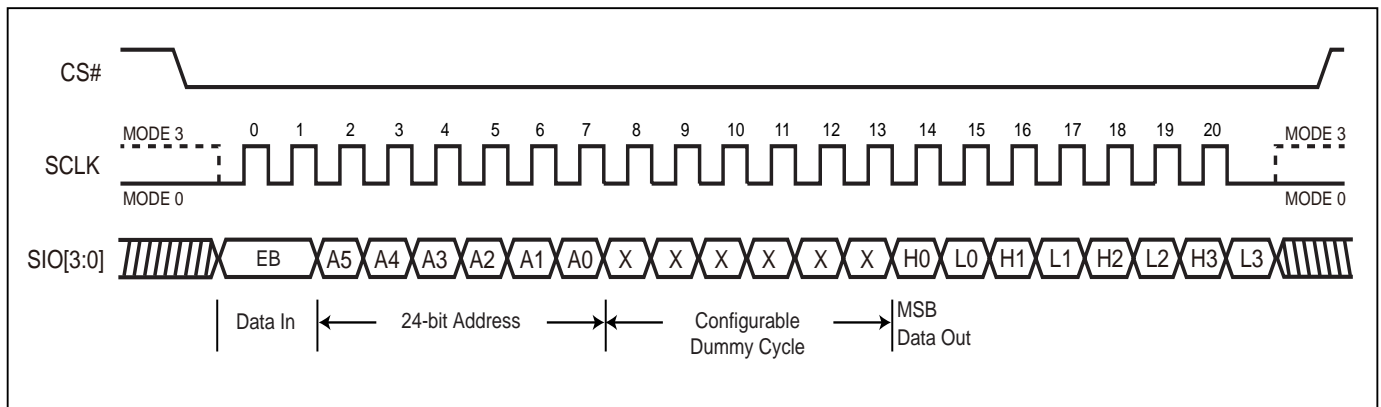 CS#
MODE 3
0 1 2 3 4 5 6 7 8 9 10 11 12 13 14 15 16 17 18 19 20
MODE 3
SCLK
MODE 0
MODE 0
SIO[3:0]
EB A5 A4 A3 A2 A1 A0 X X X X X X H0 L0 H1 L1 H2 L2 H3 L3
Data In
24-bit Address
Configurable
Dummy Cycle
MSB
Data Out